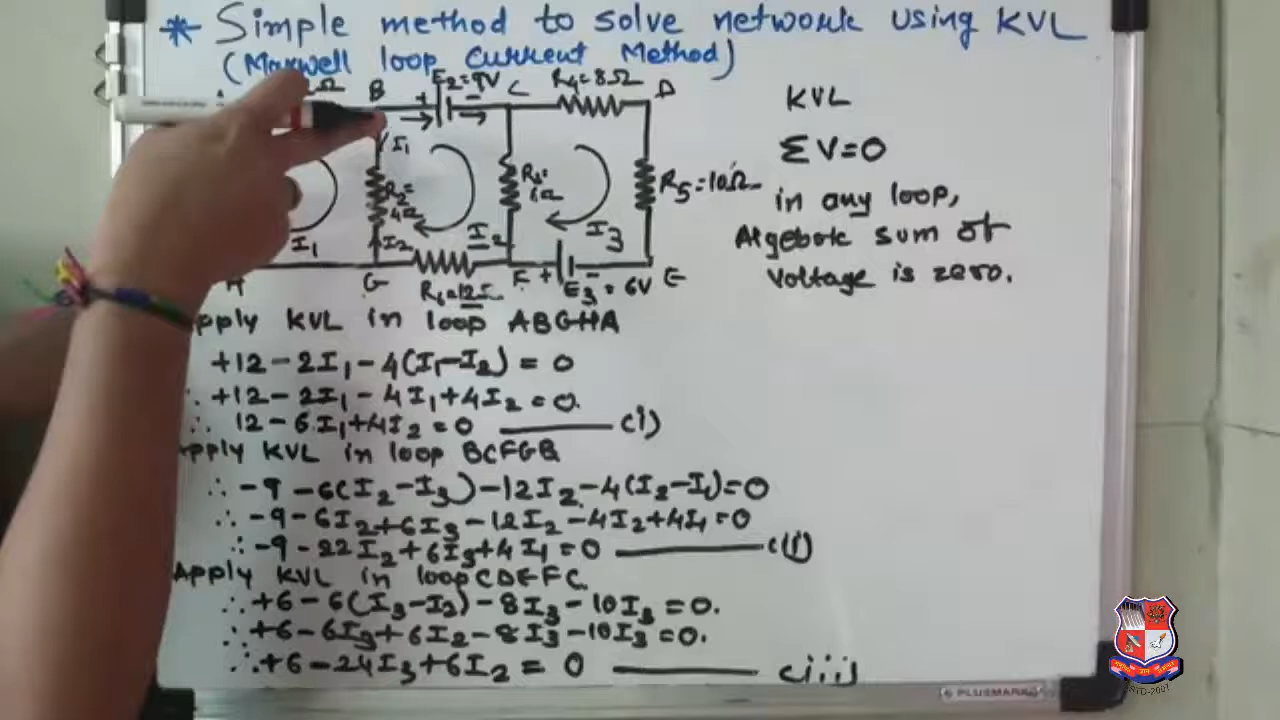 * Simple method to solve network using KVL
(Maxwell loop current Method)
Ω B E2=9V C R4=8Ω D
+ -
I1
R2=
4Ω
R3=
6Ω
R5=10Ω
I1 I2 I2 I3
G R6=12Ω F + - E
E3=6V
H
KVL
ΣV=0
in any loop,
Algebric sum of
voltage is zero.
Apply KVL in loop ABGHA
+12-2I1-4(I1-I2)=0
∴ +12-2I1-4I1+4I2=0.
∴ 12-6I1+4I2=0 (i)
Apply KVL in loop BCFGB
∴ -9-6(I2-I3)-12I2-4(I2-I1)=0
∴ -9-6I2+6I3-12I2-4I2+4I1=0
∴ -9-22I2+6I3+4I1=0 (ii)
Apply KVL in loop CDEFC
∴ +6-6(I3-I2)-8I3-10I3=0.
∴ +6-6I3+6I2-8I3-10I3=0.
∴ +6-24I3+6I2=0 (iii)
PLUSMARK